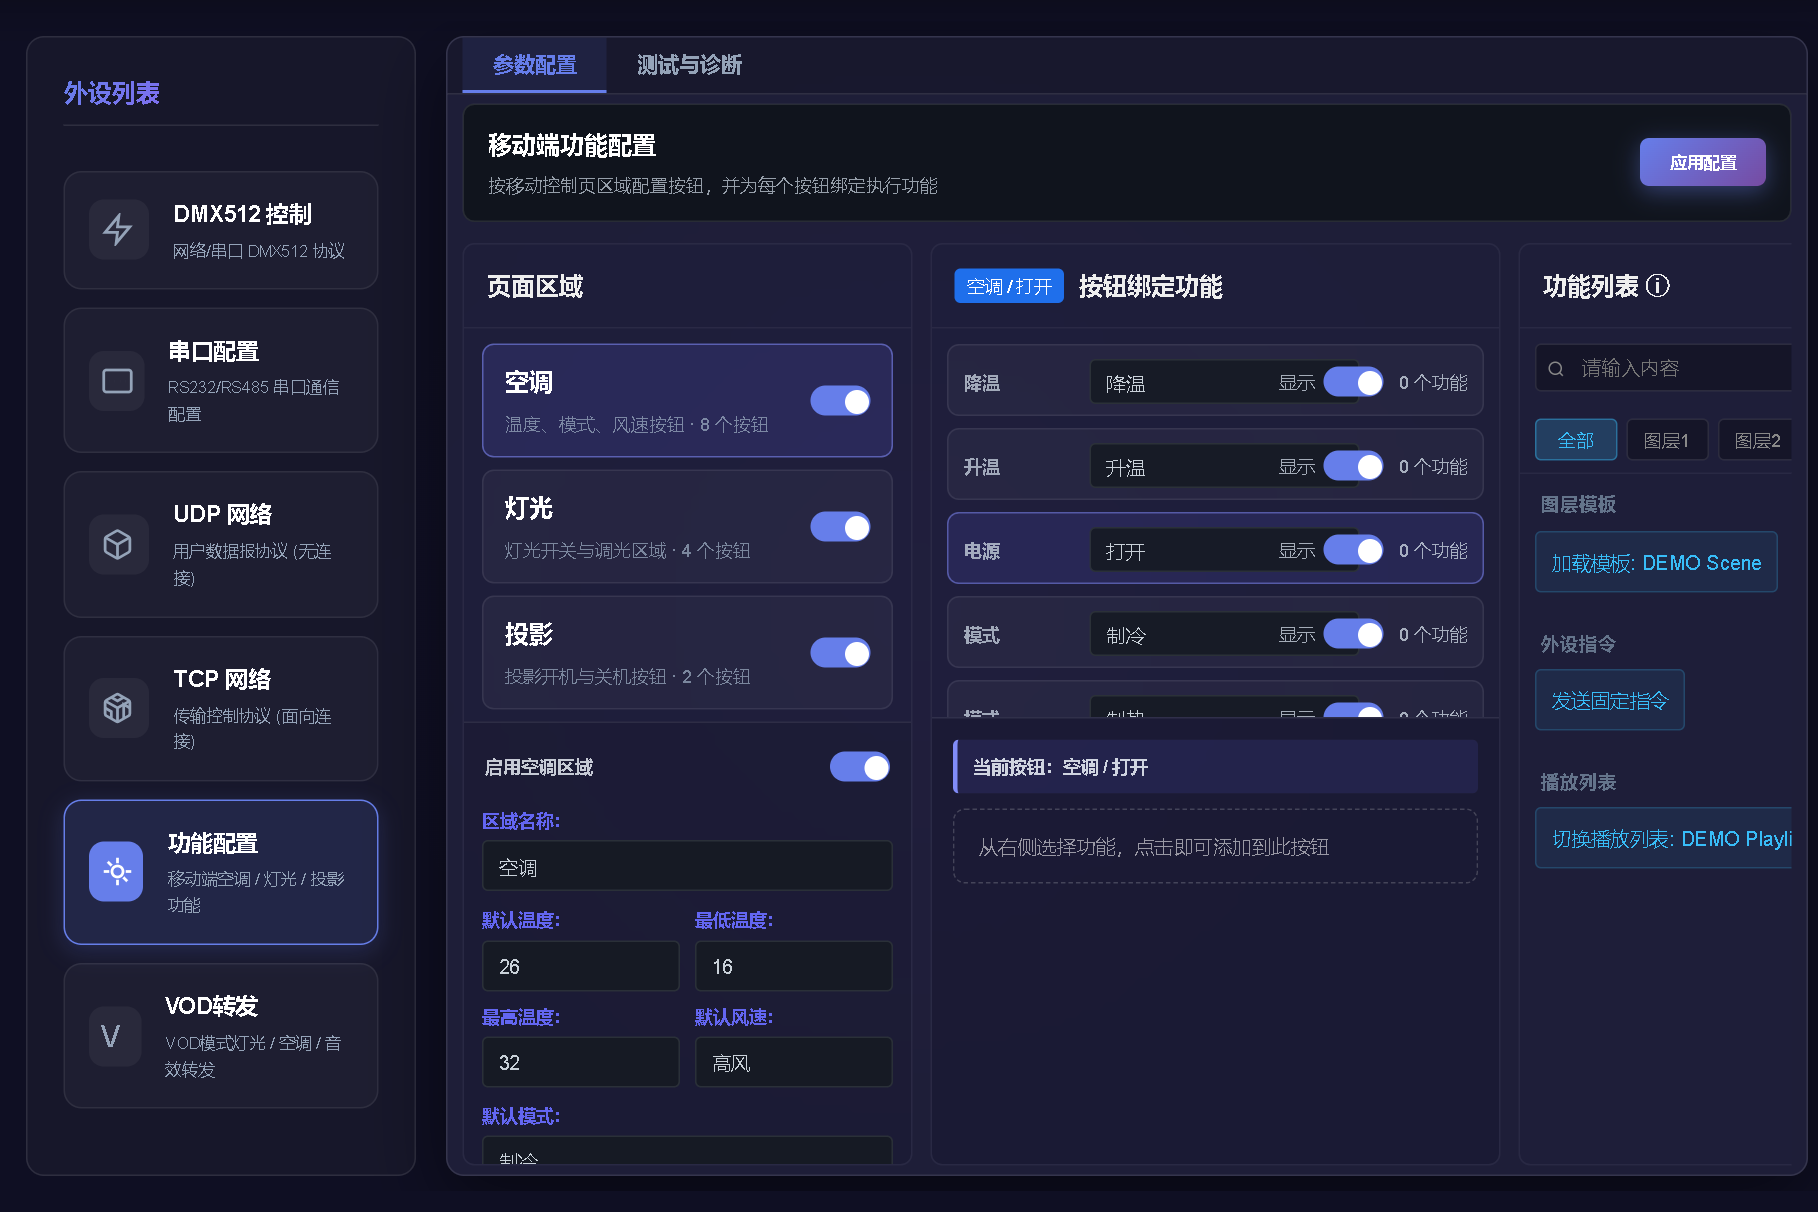 外设列表
DMX512 控制
网络/串口 DMX512 协议
串口配置
RS232/RS485 串口通信
配置
UDP 网络
用户数据报协议 (无连
接)
TCP 网络
传输控制协议 (面向连
接)
功能配置
移动端空调 / 灯光 / 投影
功能
V
VOD转发
VOD模式灯光 / 空调 / 音
效转发
参数配置
测试与诊断
移动端功能配置
按移动控制页区域配置按钮，并为每个按钮绑定执行功能
应用配置
页面区域
空调
温度、模式、风速按钮 · 8 个按钮
灯光
灯光开关与调光区域 · 4 个按钮
投影
投影开机与关机按钮 · 2 个按钮
启用空调区域
区域名称:
空调
默认温度:
最低温度:
26
16
最高温度:
默认风速:
32
高风
默认模式:
制冷
空调 / 打开
按钮绑定功能
降温 降温 显示 0 个功能
升温 升温 显示 0 个功能
电源 打开 显示 0 个功能
模式 制冷 显示 0 个功能
模式 制热 显示 0 个功能
当前按钮：空调 / 打开
从右侧选择功能，点击即可添加到此按钮
功能列表
请输入内容
全部
图层1
图层2
图层模板
加载模板: DEMO Scene
外设指令
发送固定指令
播放列表
切换播放列表: DEMO Playli